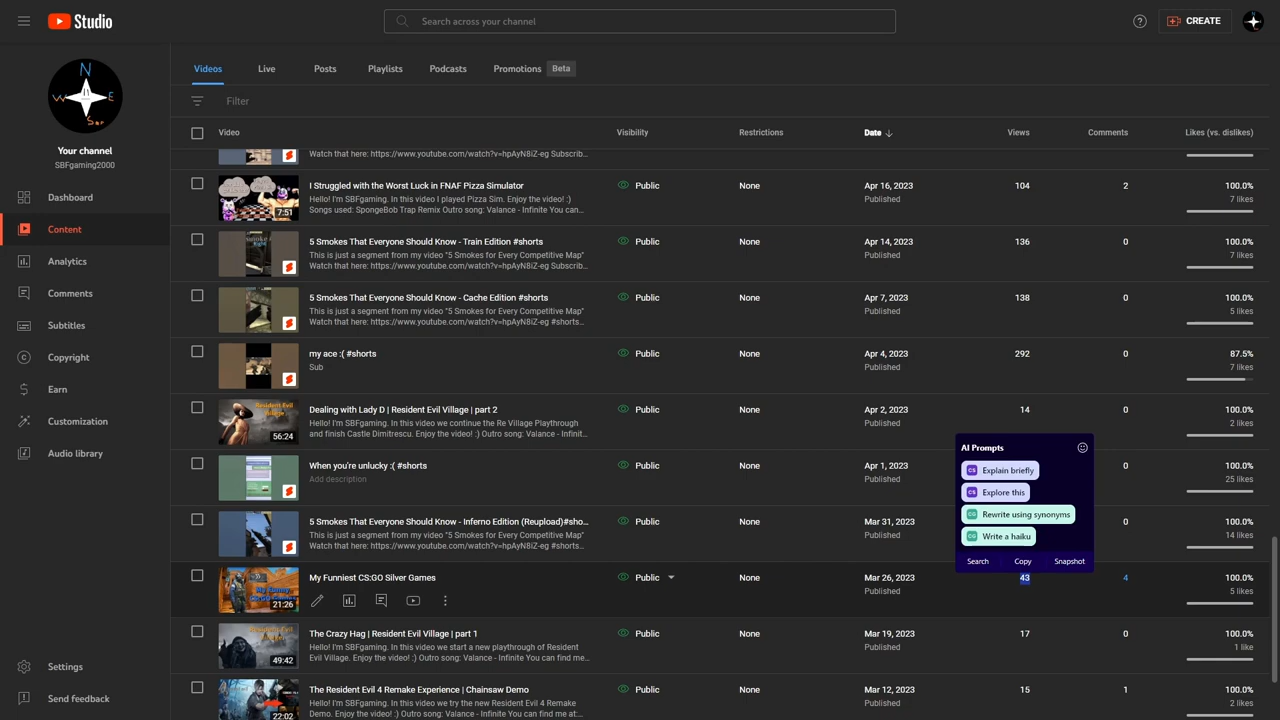 Studio
Search across your channel
CREATE
Your channel
SBFgaming2000
Dashboard
Content
Analytics
Comments
Subtitles
Copyright
Earn
Customization
Audio library
Settings
Send feedback
Videos Live Posts Playlists Podcasts Promotions Beta
Filter
Video Visibility Restrictions Date Views Comments Likes (vs. dislikes)
Watch that here: https://www.youtube.com/watch?v=hpAyN8iZ-eg Subscrib...
I Struggled with the Worst Luck in FNAF Pizza Simulator Public None Apr 16, 2023 104 2 100.0%
Hello! I'm SBFgaming. In this video I played Pizza Sim. Enjoy the video! :) Published 7 likes
Songs used: SpongeBob Trap Remix Outro song: Valance - Infinite You can...
7:51
5 Smokes That Everyone Should Know - Train Edition #shorts Public None Apr 14, 2023 136 0 100.0%
This is just a segment from my video "5 Smokes for Every Competitive Map" Published 7 likes
Watch that here: https://www.youtube.com/watch?v=hpAyN8iZ-eg Subscrib...
5 Smokes That Everyone Should Know - Cache Edition #shorts Public None Apr 7, 2023 138 0 100.0%
This is just a segment from my video "5 Smokes for Every Competitive Map" Published 5 likes
Watch that here: https://www.youtube.com/watch?v=hpAyN8iZ-eg #shorts...
my ace :( #shorts Public None Apr 4, 2023 292 0 87.5%
Sub Published 7 likes
Dealing with Lady D | Resident Evil Village | part 2 Public None Apr 2, 2023 14 100.0%
Hello! I'm SBFgaming. In this video we continue the Re Village Playthrough Published 2 likes
and finish Castle Dimitrescu. Enjoy the video! :) Outro song: Valance - Infinit...
56:24
When you're unlucky :( #shorts Public None Apr 1, 2023 0 100.0%
Add description Published 25 likes
5 Smokes That Everyone Should Know - Inferno Edition (Reupload)#sho... Public None Mar 31, 2023 0 100.0%
This is just a segment from my video "5 Smokes for Every Competitive Map" Published 14 likes
Watch that here: https://www.youtube.com/watch?v=hpAyN8iZ-eg #shorts...
AI Prompts
CS Explain briefly
CS Explore this
CG Rewrite using synonyms
CG Write a haiku
Search Copy Snapshot
My Funniest CS:GO Silver Games Public None Mar 26, 2023 43 4 100.0%
Published 5 likes
21:26
The Crazy Hag | Resident Evil Village | part 1 Public None Mar 19, 2023 17 0 100.0%
Hello! I'm SBFgaming. In this video we start a new playthrough of Resident Published 1 like
Evil Village. Enjoy the video! :) Outro song: Valance - Infinite You can find me...
49:42
The Resident Evil 4 Remake Experience | Chainsaw Demo Public None Mar 12, 2023 15 1 100.0%
Hello! I'm SBFgaming. In this video we try the new Resident Evil 4 Remake Published 2 likes
Demo. Enjoy the video! :) Outro song: Valance - Infinite You can find me at:...
22:02